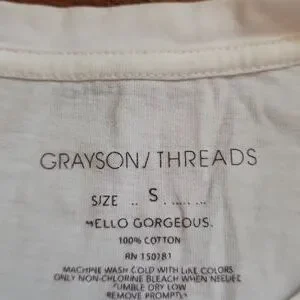 GRAYSON / THREADS
SIZE .. S ........
HELLO GORGEOUS.
100% COTTON
RN 150781
MACHINE WASH COLD WITH LIKE COLORS
ONLY NON-CHLORINE BLEACH WHEN NEEDED
TUMBLE DRY LOW
REMOVE PROMPTLY